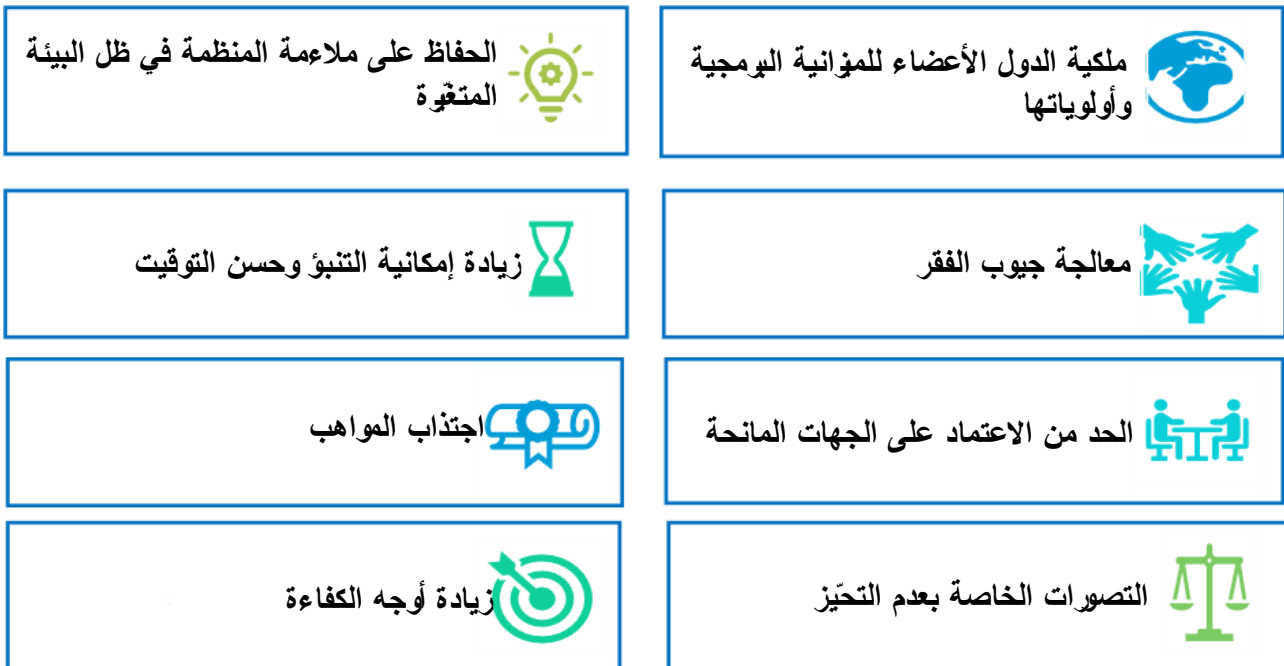 ملكية الدول الأعضاء للميزانية البرمجية
وأولوياتها
الحفاظ على ملاءمة المنظمة في ظل البيئة
المتغيّرة
معالجة جيوب الفقر
زيادة إمكانية التنبؤ وحسن التوقيت
الحد من الاعتماد على الجهات المانحة
اجتذاب المواهب
التصورات الخاصة بعدم التحيّز
زيادة أوجه الكفاءة